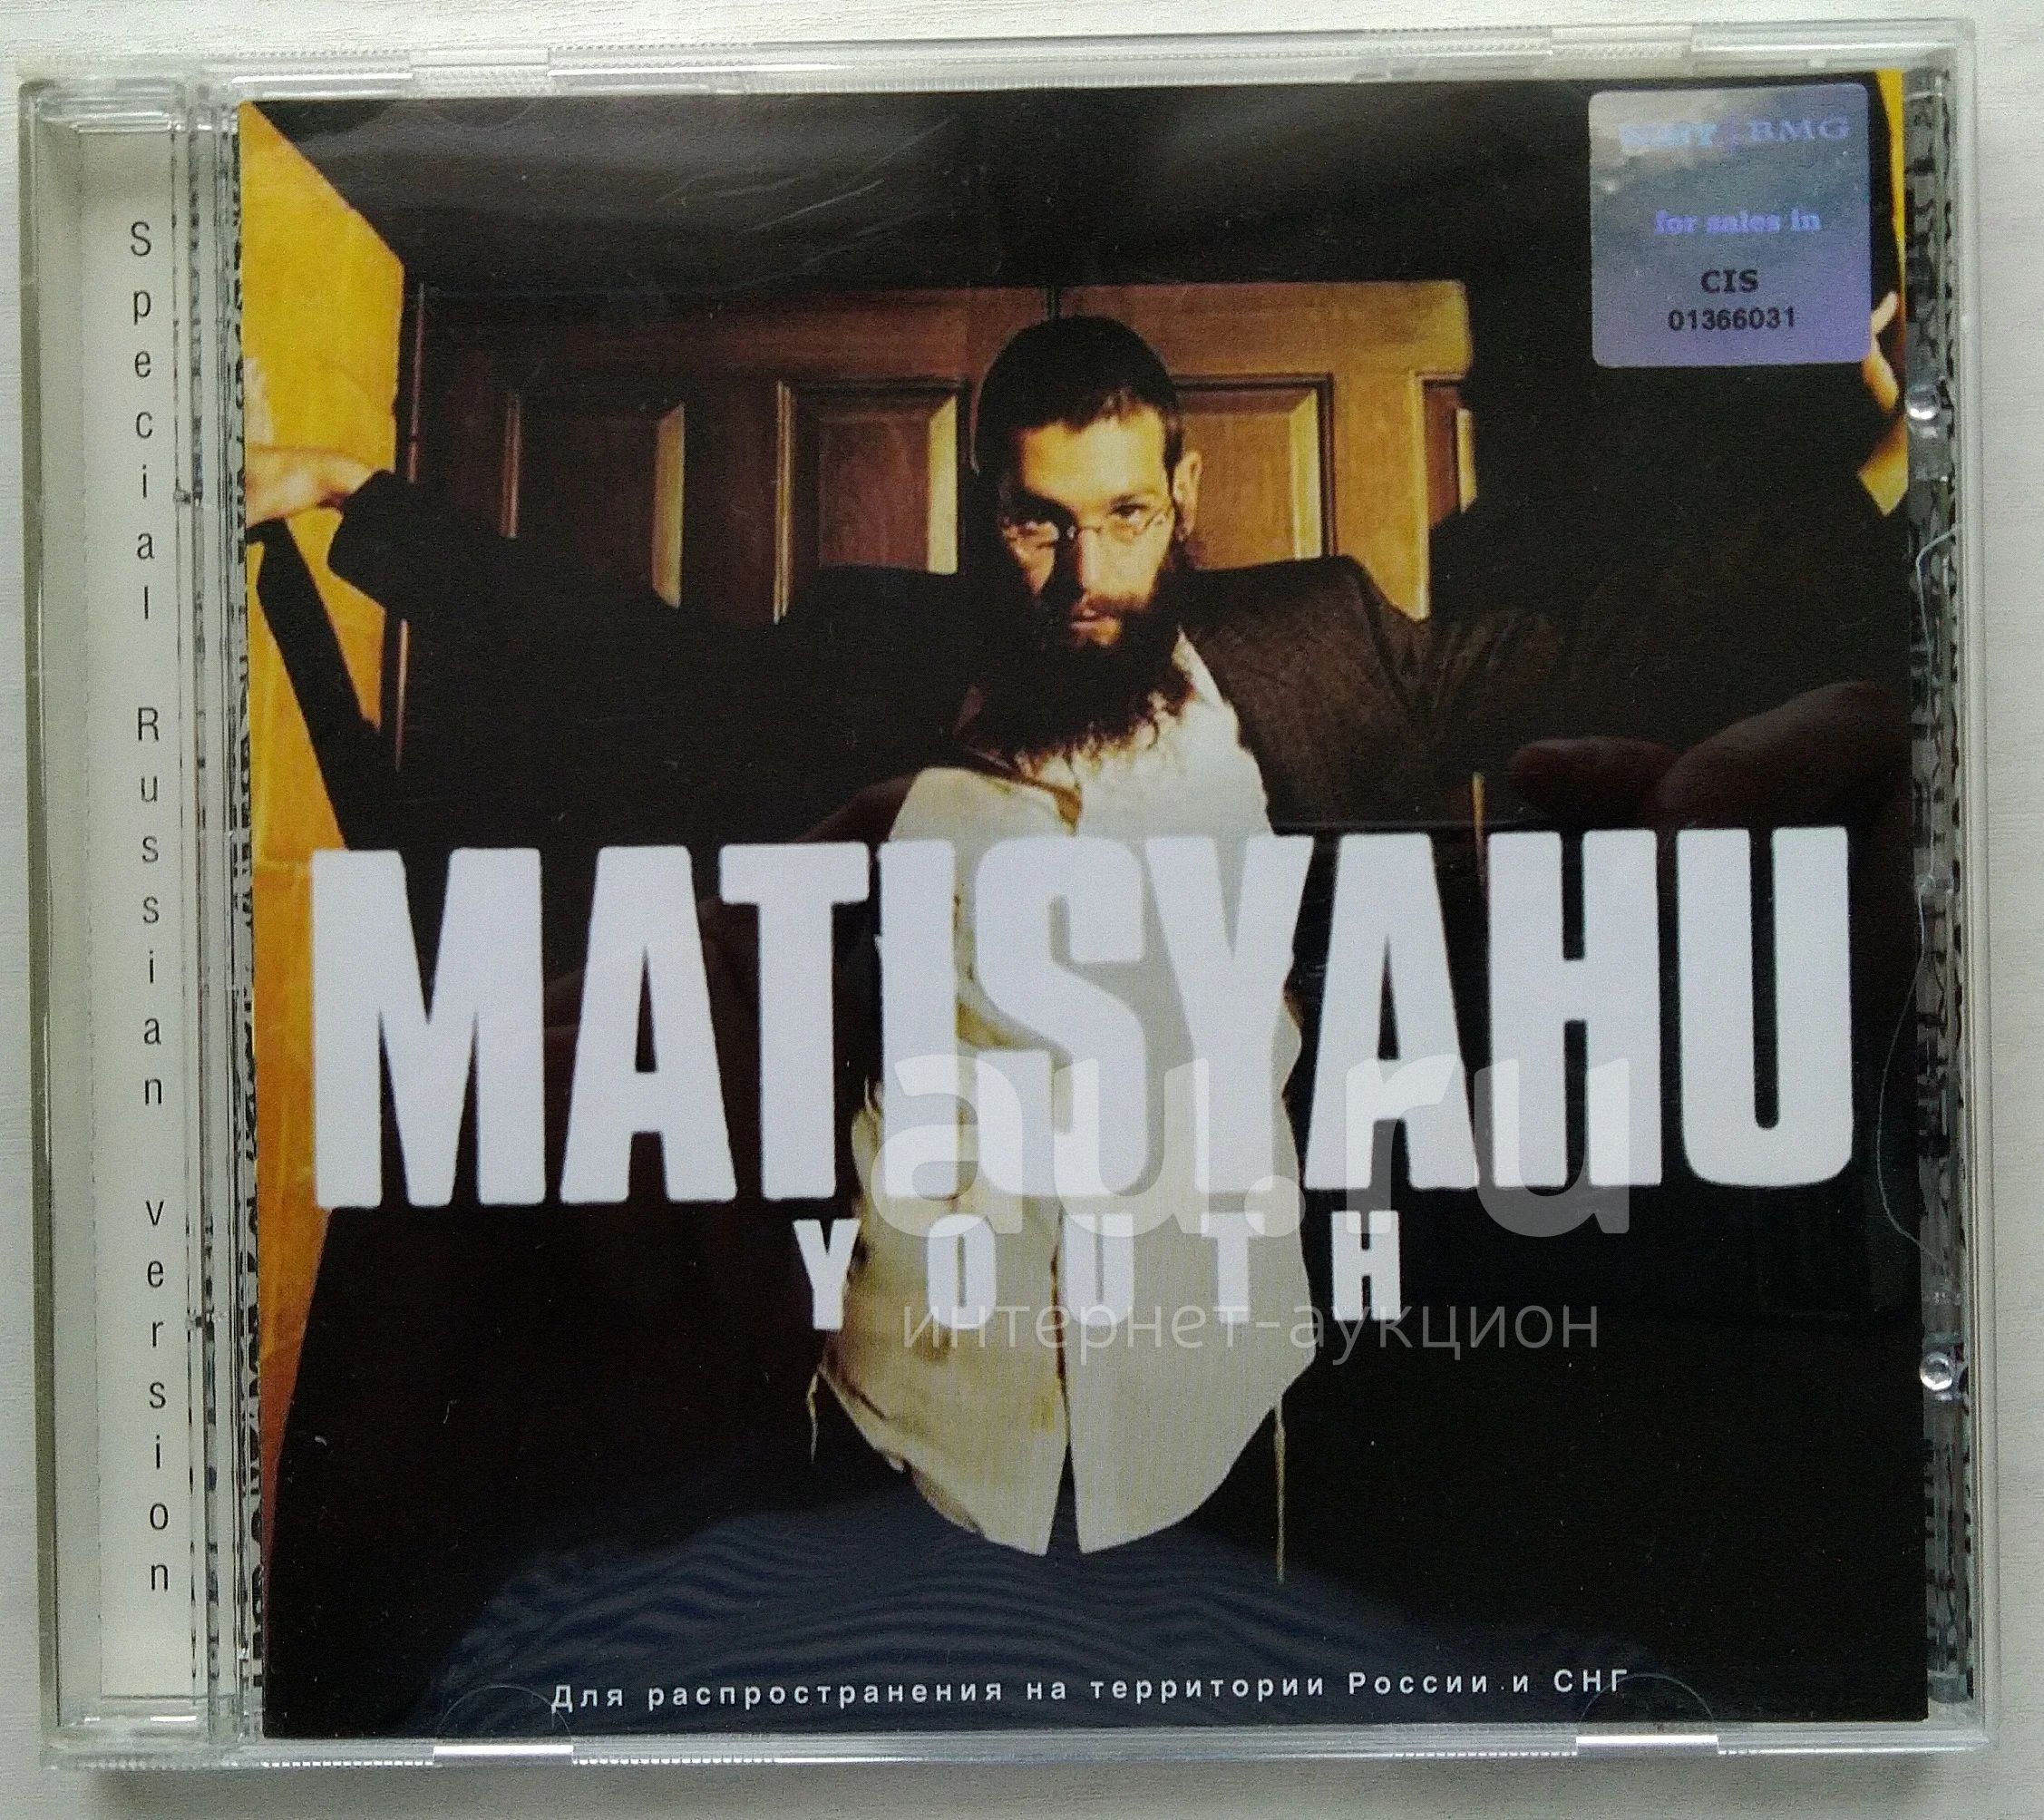 Special Russian version
BMG
for sales in
CIS
01366031
MATISYAHU
YOUTH
au.ru
интернет-аукцион
Для распространения на территории России и СНГ